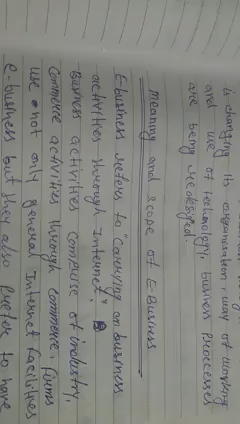 is changing its organisation, way of working
and use of technology, business processes
are being redesigned.
Meaning and scope of E-Business
E-business refers to "Carrying on business
activities through Internet."
Business activities comprise of industry,
Commerce activities through commerce, firms
use not only general Internet facilities
e-business but they also prefer to have